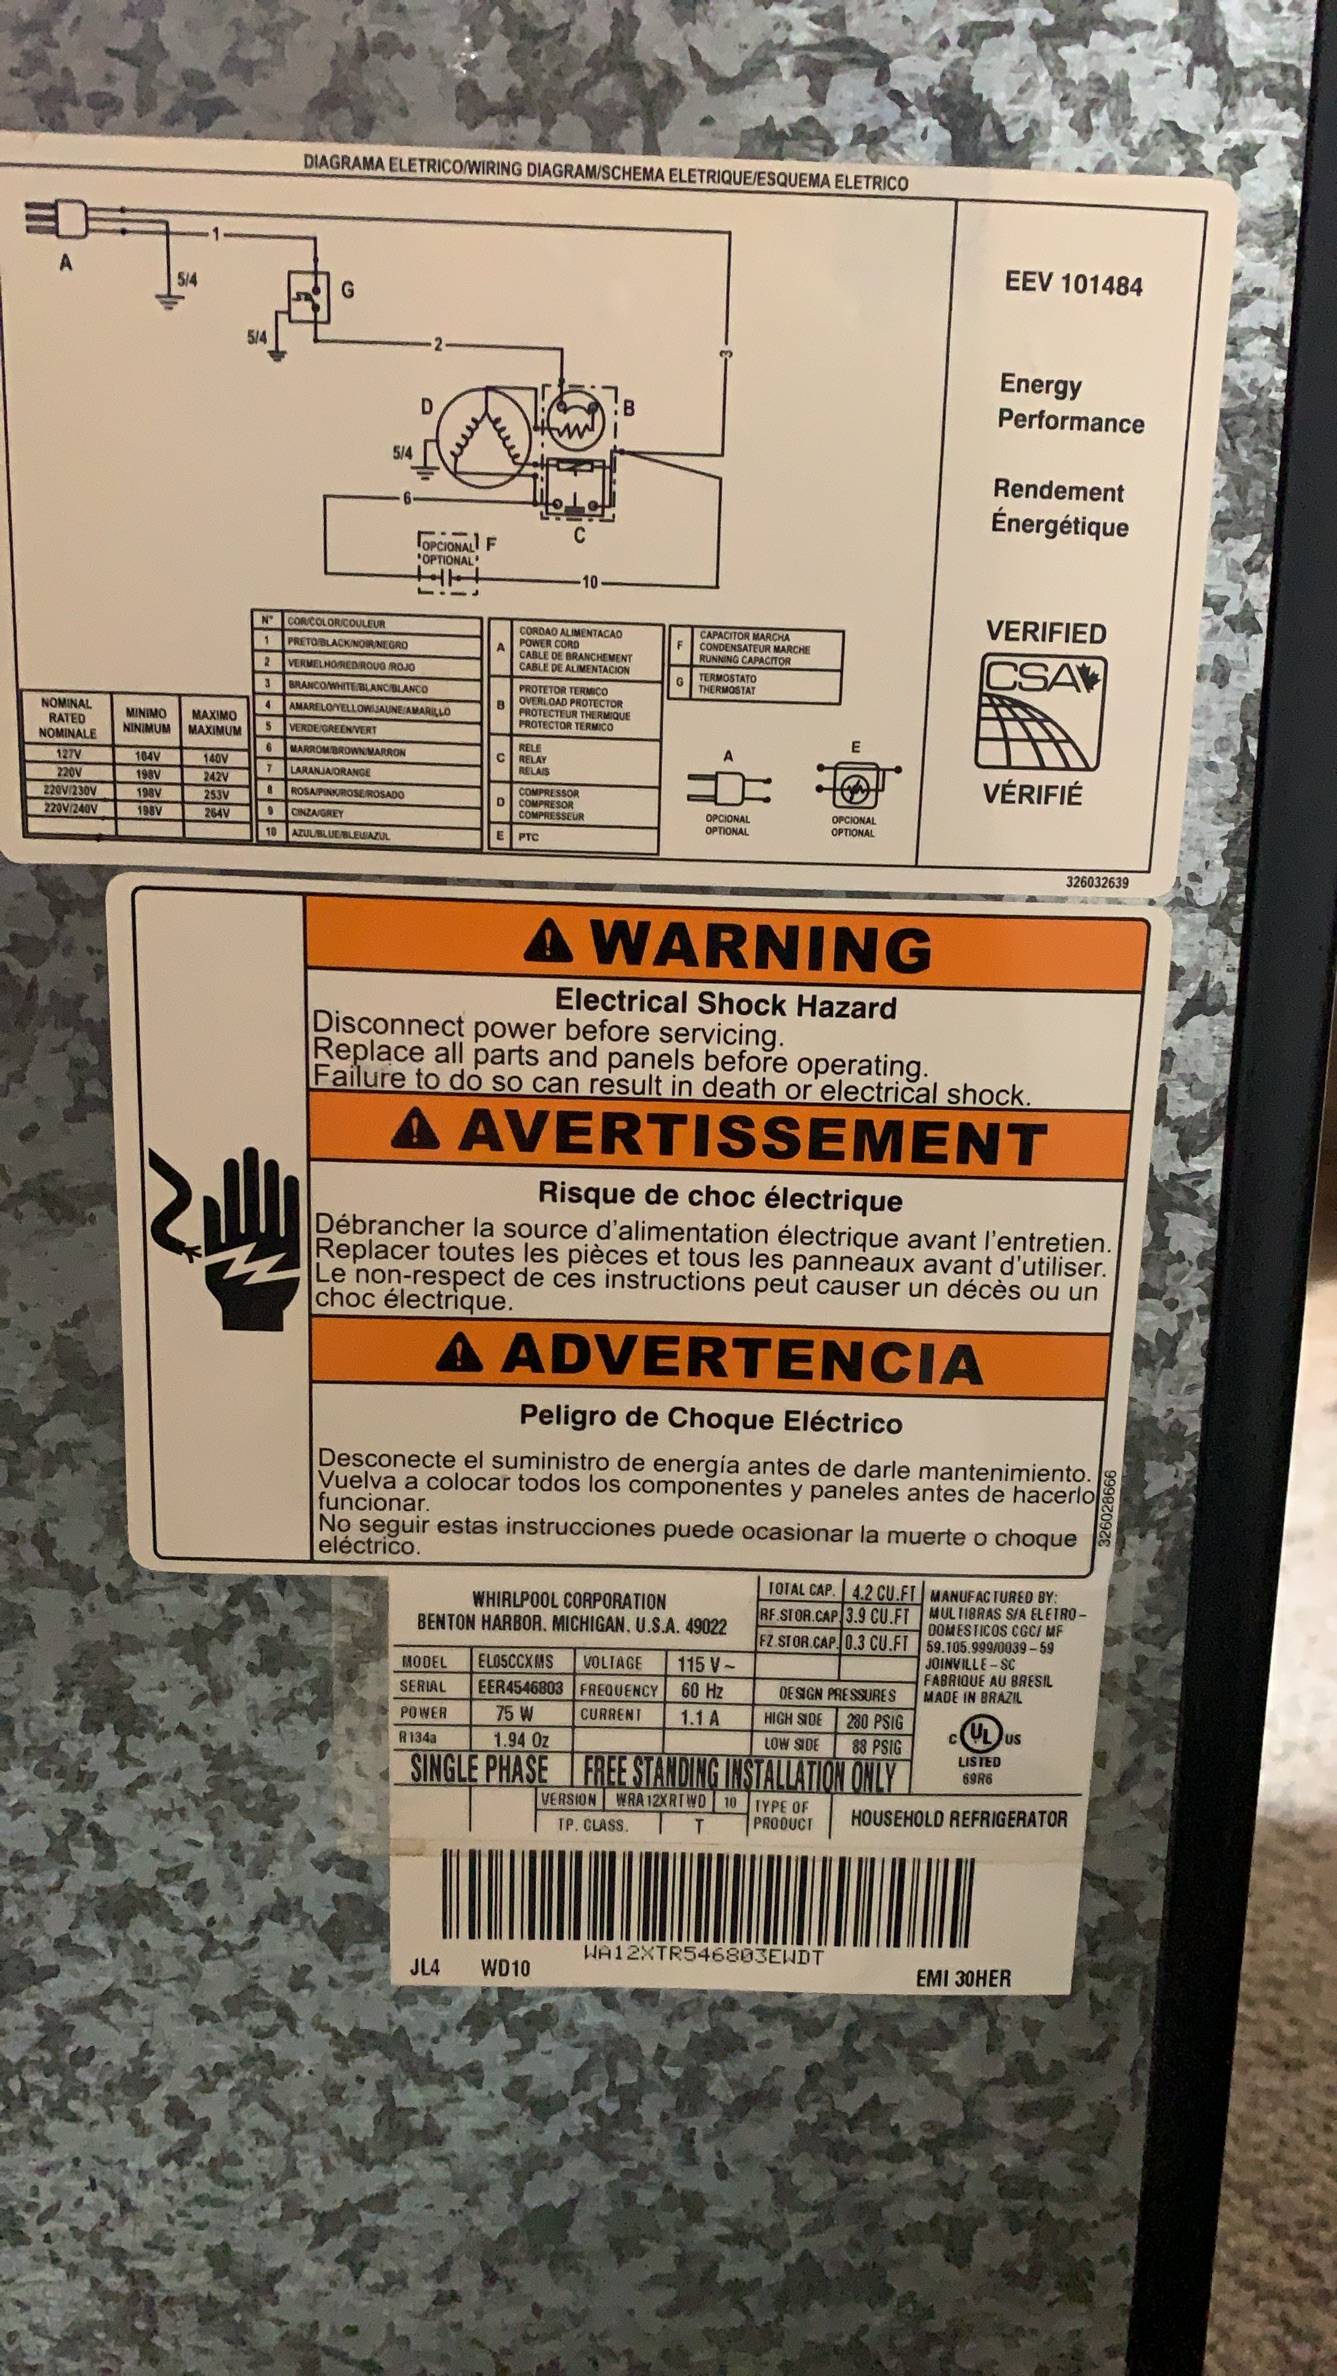 DIAGRAMA ELETRICO/WIRING DIAGRAM/SCHEMA ELETRIQUE/ESQUEMA ELETRICO
A
1
5/4
G
5/4
2
3
D
B
5/4
6
C
OPCIONAL F
OPTIONAL
10
EEV 101484
Energy
Performance
Rendement
Énergétique
VERIFIED
CSA
VÉRIFIÉ
NOMINAL
RATED
NOMINALE
MINIMO
NINIMUM
MAXIMO
MAXIMUM
127V 104V 140V
220V 198V 242V
220V/230V 198V 253V
220V/240V 198V 264V
N° COR/COLOR/COULEUR
1 PRETO/BLACK/NOIR/NEGRO
2 VERMELHO/RED/ROUG /ROJO
3 BRANCO/WHITE/BLANC/BLANCO
4 AMARELO/YELLOW/JAUNE/AMARILLO
5 VERDE/GREEN/VERT
6 MARROM/BROWN/MARRON
7 LARANJA/ORANGE
8 ROSA/PINK/ROSE/ROSADO
9 CINZA/GREY
10 AZUL/BLUE/BLEU/AZUL
A
CORDAO ALIMENTACAO
POWER CORD
CABLE DE BRANCHEMENT
CABLE DE ALIMENTACION
B
PROTETOR TERMICO
OVERLOAD PROTECTOR
PROTECTEUR THERMIQUE
PROTECTOR TERMICO
C
RELE
RELAY
RELAIS
D
COMPRESSOR
COMPRESOR
COMPRESSEUR
E PTC
F
CAPACITOR MARCHA
CONDENSATEUR MARCHE
RUNNING CAPACITOR
G
TERMOSTATO
THERMOSTAT
A
OPCIONAL
OPTIONAL
E
OPCIONAL
OPTIONAL
326032639
WARNING
Electrical Shock Hazard
Disconnect power before servicing.
Replace all parts and panels before operating.
Failure to do so can result in death or electrical shock.
AVERTISSEMENT
Risque de choc électrique
Débrancher la source d'alimentation électrique avant l'entretien.
Replacer toutes les pièces et tous les panneaux avant d'utiliser.
Le non-respect de ces instructions peut causer un décès ou un
choc électrique.
ADVERTENCIA
Peligro de Choque Eléctrico
Desconecte el suministro de energía antes de darle mantenimiento.
Vuelva a colocar todos los componentes y paneles antes de hacerlo
funcionar.
No seguir estas instrucciones puede ocasionar la muerte o choque
eléctrico.
326028666
WHIRLPOOL CORPORATION
BENTON HARBOR. MICHIGAN. U.S.A. 49022
TOTAL CAP. 4.2 CU.FT
RF.STOR.CAP 3.9 CU.FT
FZ STOR.CAP. 0.3 CU.FT
MANUFACTURED BY:
MULTIBRAS S/A ELETRO-
DOMESTICOS CGC/ MF
59.105.999/0039-59
JOINVILLE-SC
FABRIQUE AU BRESIL
MADE IN BRAZIL
MODEL EL05CCXMS VOLTAGE 115 V~
SERIAL EER4546803 FREQUENCY 60 Hz
POWER 75 W CURRENT 1.1 A
R134a 1.94 Oz
DESIGN PRESSURES
HIGH SIDE 280 PSIG
LOW SIDE 88 PSIG
C UL US
LISTED
69R6
SINGLE PHASE FREE STANDING INSTALLATION ONLY
VERSION WRA12XRTWD 10
TP. CLASS. T
TYPE OF
PRODUCT
HOUSEHOLD REFRIGERATOR
WA12XTR546803EWDT
JL4 WD10 EMI 30HER